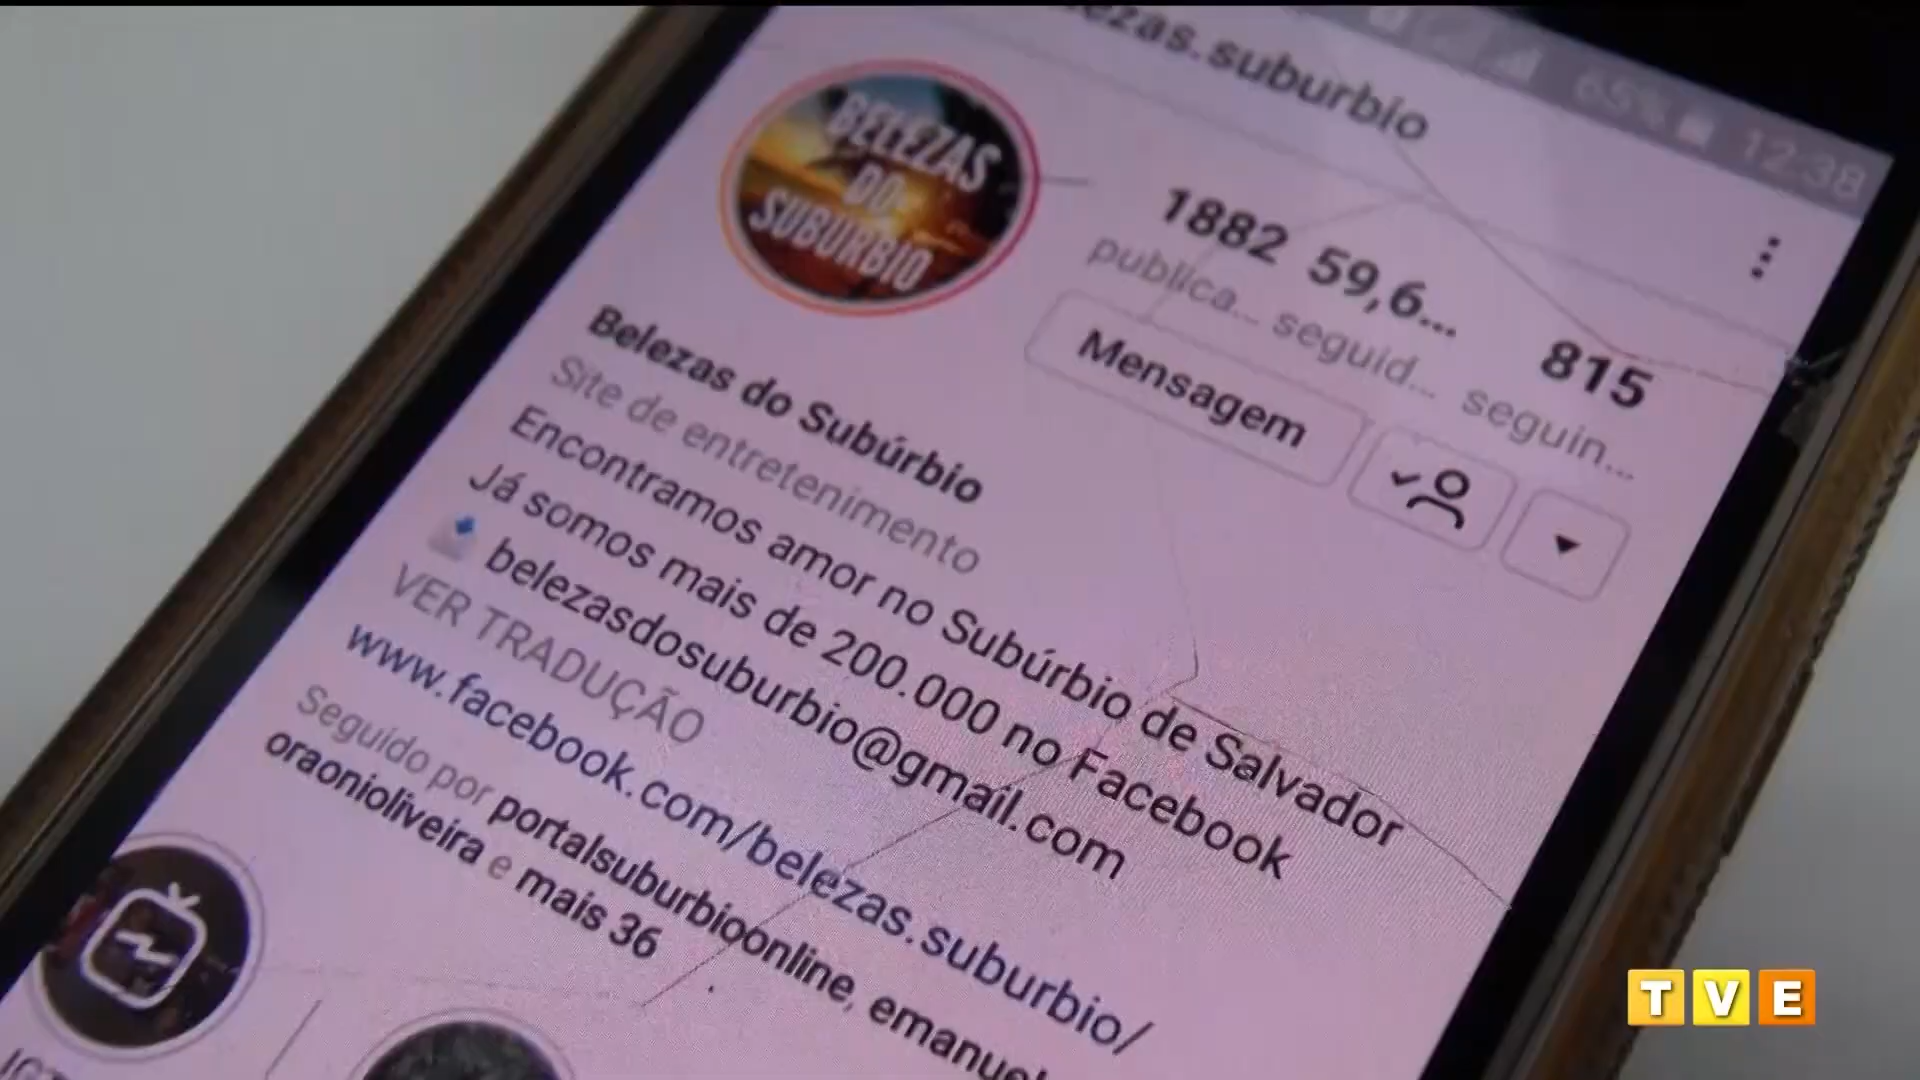 ezas.suburbio
65% 12:38
BELEZAS
DO
SUBURBIO
1882 59,6... 815
publica... seguid... seguin...
Mensagem
Belezas do Subúrbio
Site de entretenimento
Encontramos amor no Subúrbio de Salvador
Já somos mais de 200.000 no Facebook
belezasdosuburbio@gmail.com
VER TRADUÇÃO
www.facebook.com/belezas.suburbio/
Seguido por portalsuburbioonline, emanuel
oraonioliveira e mais 36
TVE